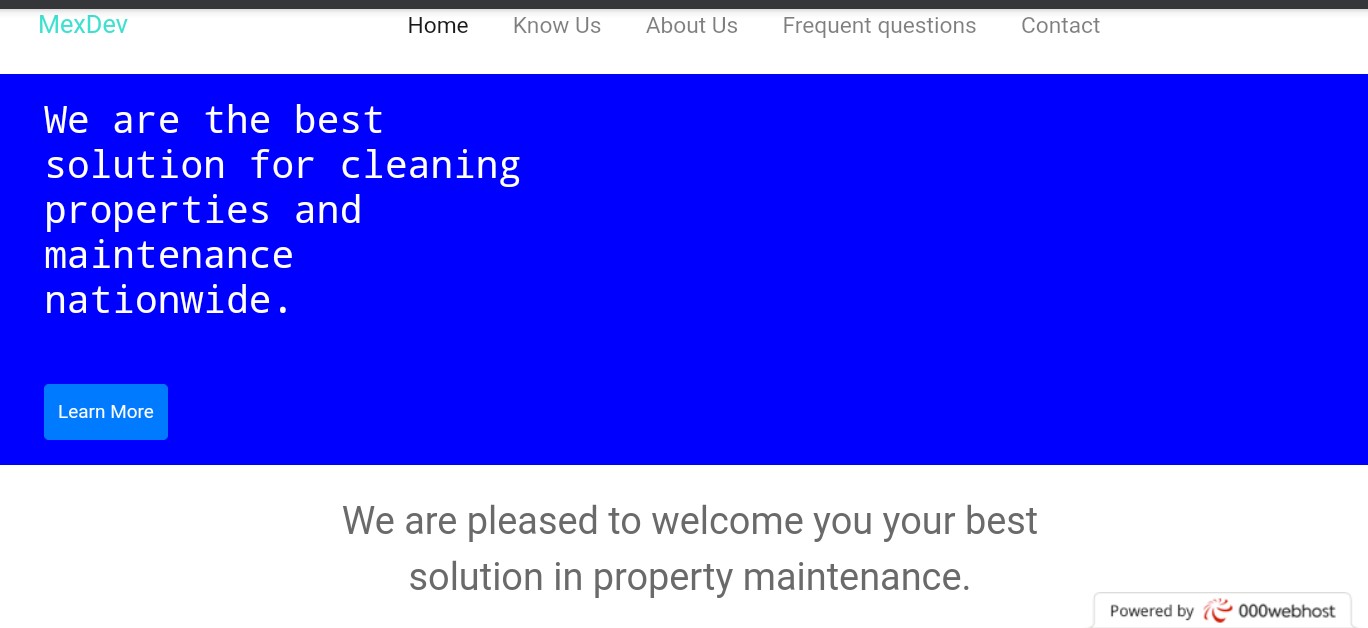 MexDev
Home Know Us About Us Frequent questions Contact
We are the best
solution for cleaning
properties and
maintenance
nationwide.
Learn More
We are pleased to welcome you your best
solution in property maintenance.
Powered by 000webhost